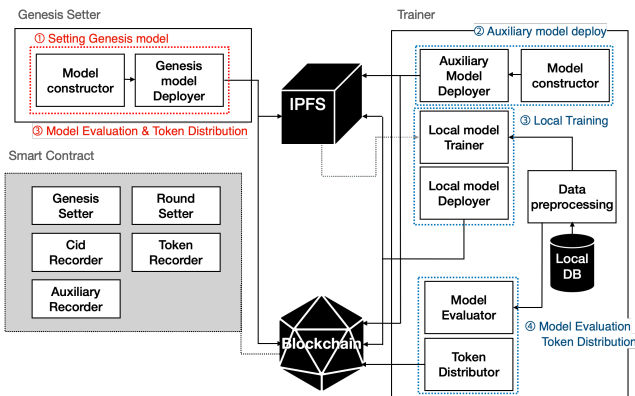 Genesis Setter
① Setting Genesis model
Model
constructor
Genesis
model
Deployer
③ Model Evaluation & Token Distribution
Smart Contract
Genesis
Setter
Round
Setter
Cid
Recorder
Token
Recorder
Auxiliary
Recorder
IPFS
Blockchain
Trainer
② Auxiliary model deploy
Auxiliary
Model
Deployer
Model
constructor
③ Local Training
Local model
Trainer
Local model
Deployer
Data
preprocessing
Local
DB
Model
Evaluator
Token
Distributor
④ Model Evaluation
Token Distribution